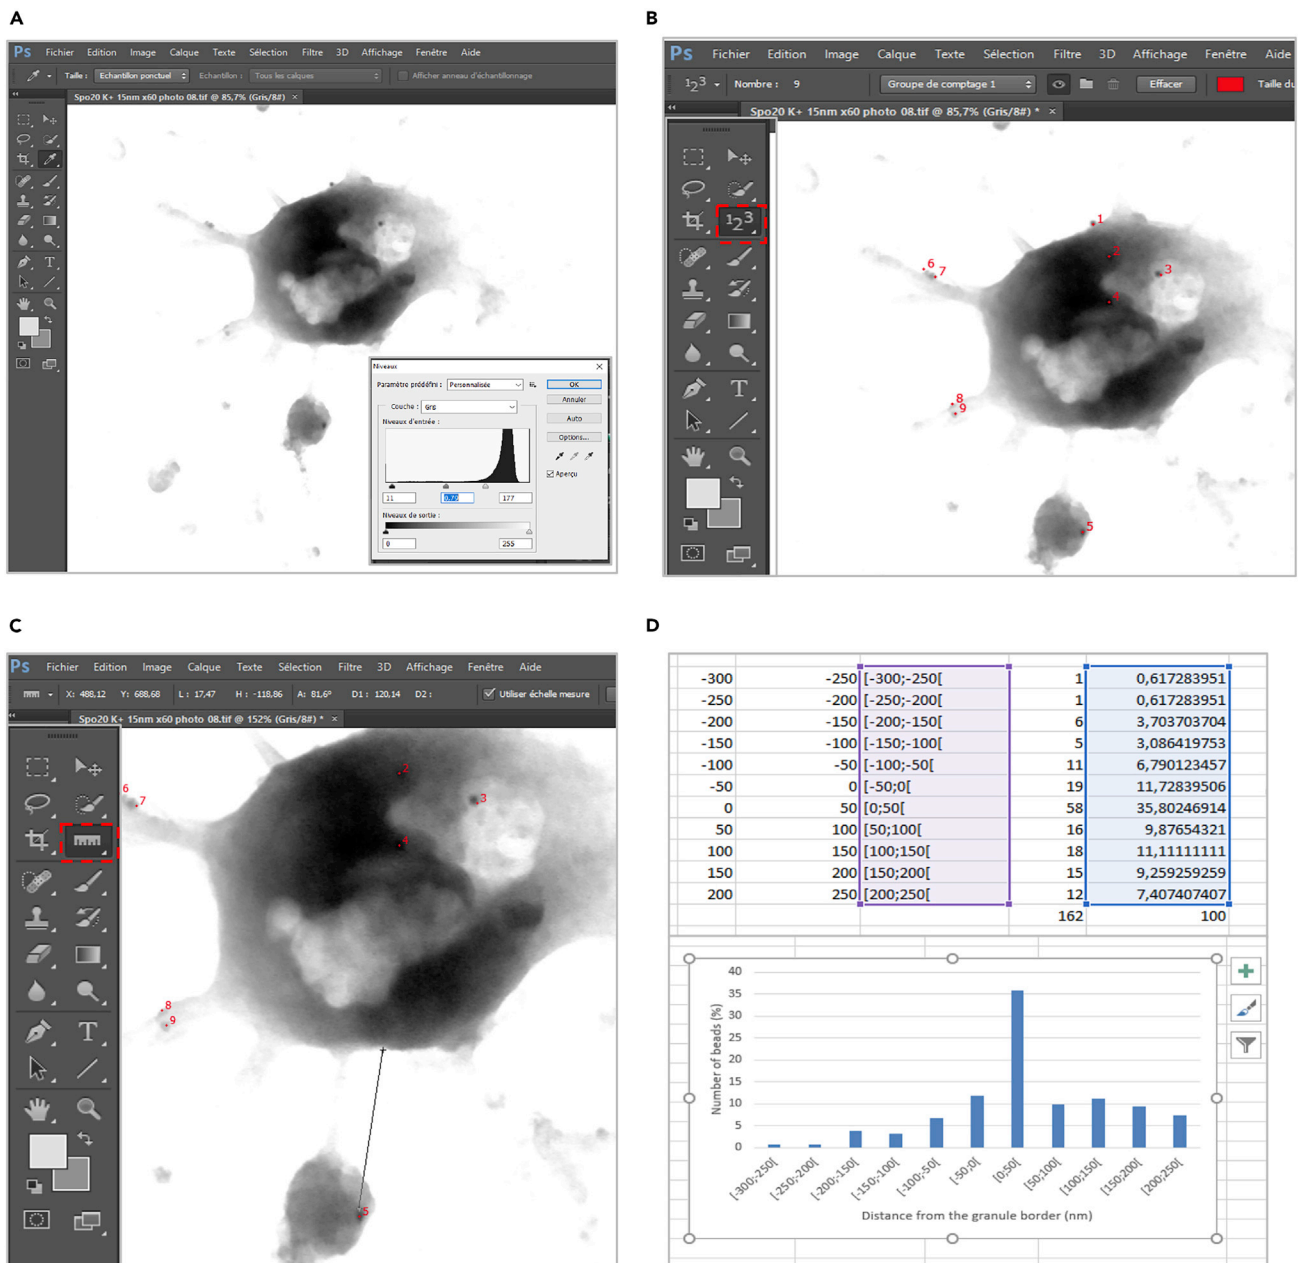 A
Ps Fichier Edition Image Calque Texte Sélection Filtre 3D Affichage Fenêtre Aide
Taille : Echantillon ponctuel Echantillon : Tous les calques Afficher anneau d'échantillonnage
Spo20 K+ 15nm x60 photo 08.tif @ 85,7% (Gris/8#) ×
T
Niveaux
Paramètre prédéfini : Personnalisée OK
Annuler
Couche : Gris
Auto
Niveaux d'entrée :
Options...
Aperçu
11 0,79 177
Niveaux de sortie :
0 255
B
Ps Fichier Edition Image Calque Texte Sélection Filtre 3D Affichage Fenêtre Aide
123 Nombre : 9 Groupe de comptage 1 Effacer Taille du
Spo20 K+ 15nm x60 photo 08.tif @ 85,7% (Gris/8#) * ×
123
T
1
2
3
4
6
7
8
9
5
C
Ps Fichier Edition Image Calque Texte Sélection Filtre 3D Affichage Fenêtre Aide
X: 488,12 Y: 688,68 L : 17,47 H : -118,86 A: 81,6° D1 : 120,14 D2 : Utiliser échelle mesure
Spo20 K+ 15nm x60 photo 08.tif @ 152% (Gris/8#) * ×
T
2
6
7
3
4
8
9
5
D
-300 -250 [-300;-250[ 1 0,617283951
-250 -200 [-250;-200[ 1 0,617283951
-200 -150 [-200;-150[ 6 3,703703704
-150 -100 [-150;-100[ 5 3,086419753
-100 -50 [-100;-50[ 11 6,790123457
-50 0 [-50;0[ 19 11,72839506
0 50 [0;50[ 58 35,80246914
50 100 [50;100[ 16 9,87654321
100 150 [100;150[ 18 11,11111111
150 200 [150;200[ 15 9,259259259
200 250 [200;250[ 12 7,407407407
162 100
Number of beads (%)
40
35
30
25
20
15
10
5
0
[-300;-250[ [-250;-200[ [-200;-150[ [-150;-100[ [-100;-50[ [-50;0[ [0;50[ [50;100[ [100;150[ [150;200[ [200;250[
Distance from the granule border (nm)